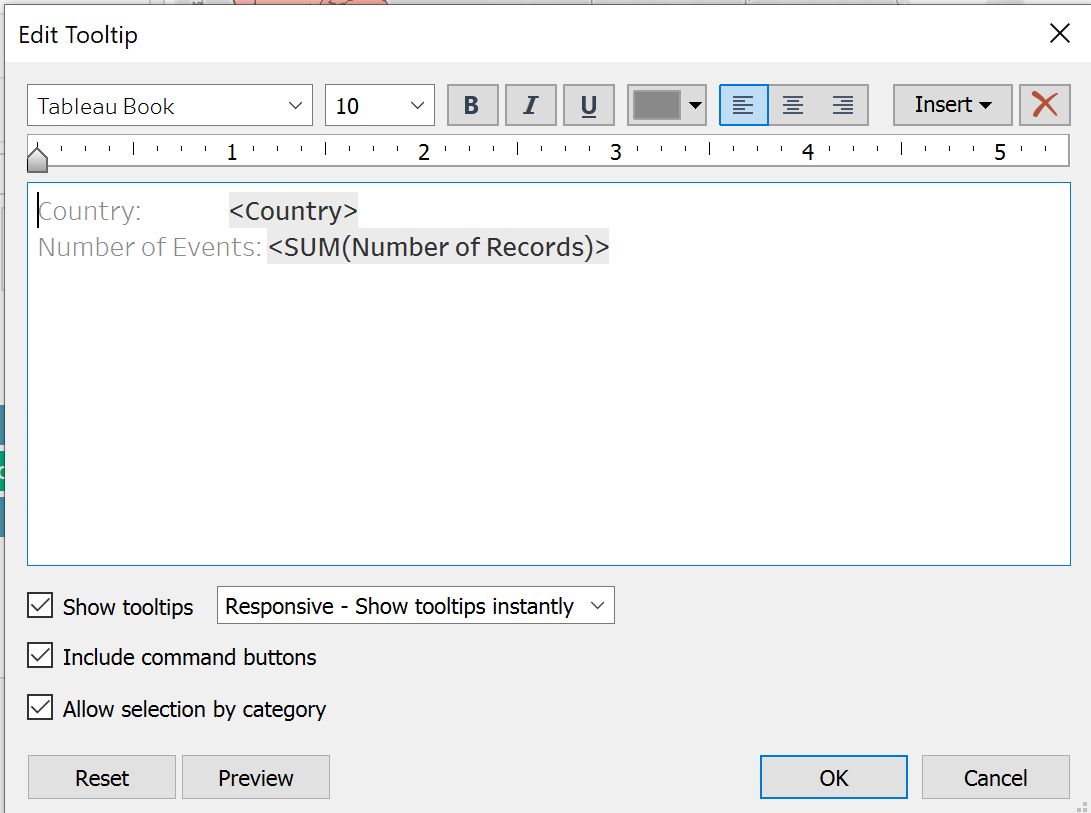 Edit Tooltip
Tableau Book 10 B I U Insert
1 2 3 4 5
Country: <Country>
Number of Events: <SUM(Number of Records)>
Show tooltips Responsive - Show tooltips instantly
Include command buttons
Allow selection by category
Reset Preview OK Cancel